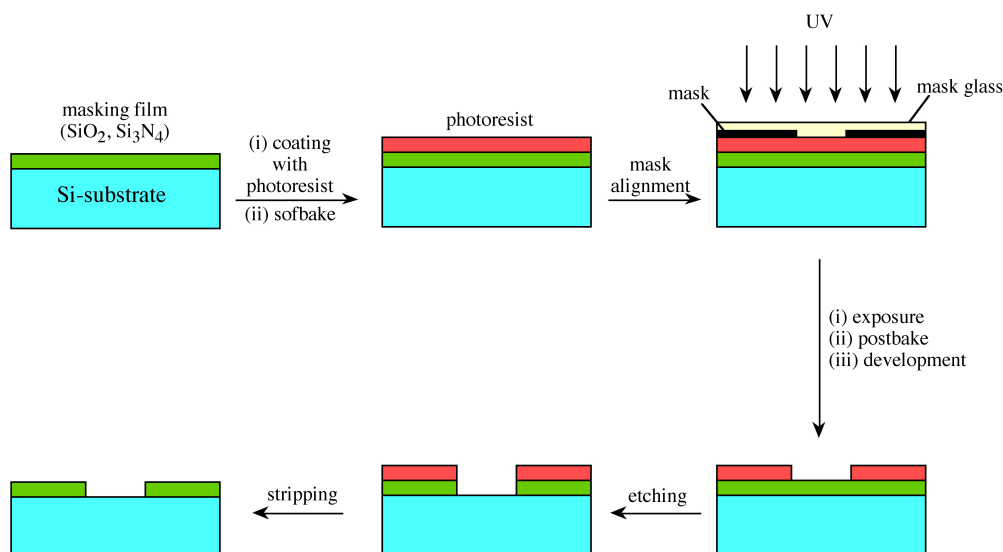 UV
mask
mask glass
masking film
(SiO₂, Si₃N₄)
photoresist
(i) coating
with
photoresist
(ii) sofbake
mask
alignment
Si-substrate
(i) exposure
(ii) postbake
(iii) development
stripping
etching